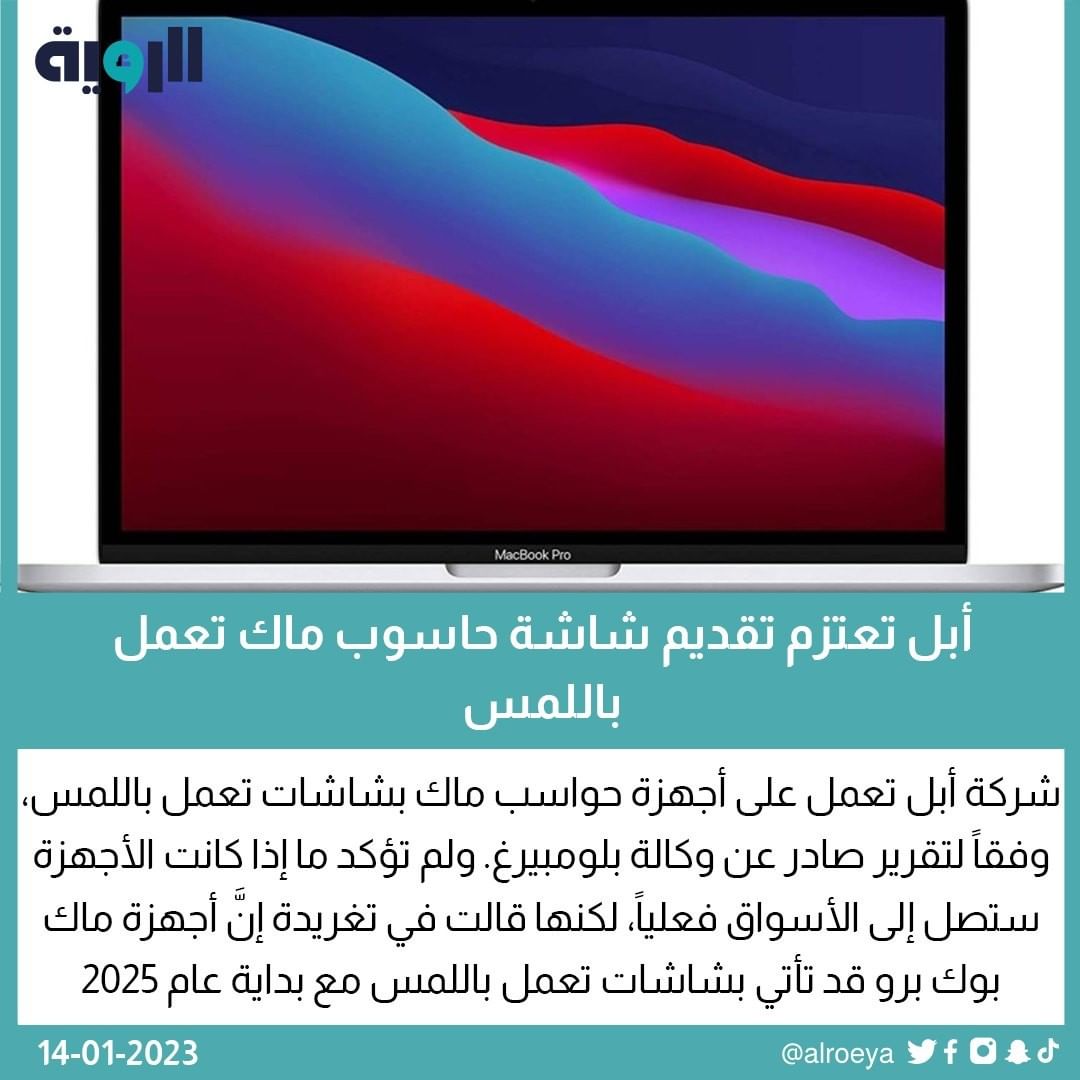 الرؤية
MacBook Pro
أبل تعتزم تقديم شاشة حاسوب ماك تعمل
باللمس
شركة أبل تعمل على أجهزة حواسب ماك بشاشات تعمل باللمس،
وفقاً لتقرير صادر عن وكالة بلومبيرغ. ولم تؤكد ما إذا كانت الأجهزة
ستصل إلى الأسواق فعلياً، لكنها قالت في تغريدة إنَّ أجهزة ماك
بوك برو قد تأتي بشاشات تعمل باللمس مع بداية عام 2025
14-01-2023
@alroeya